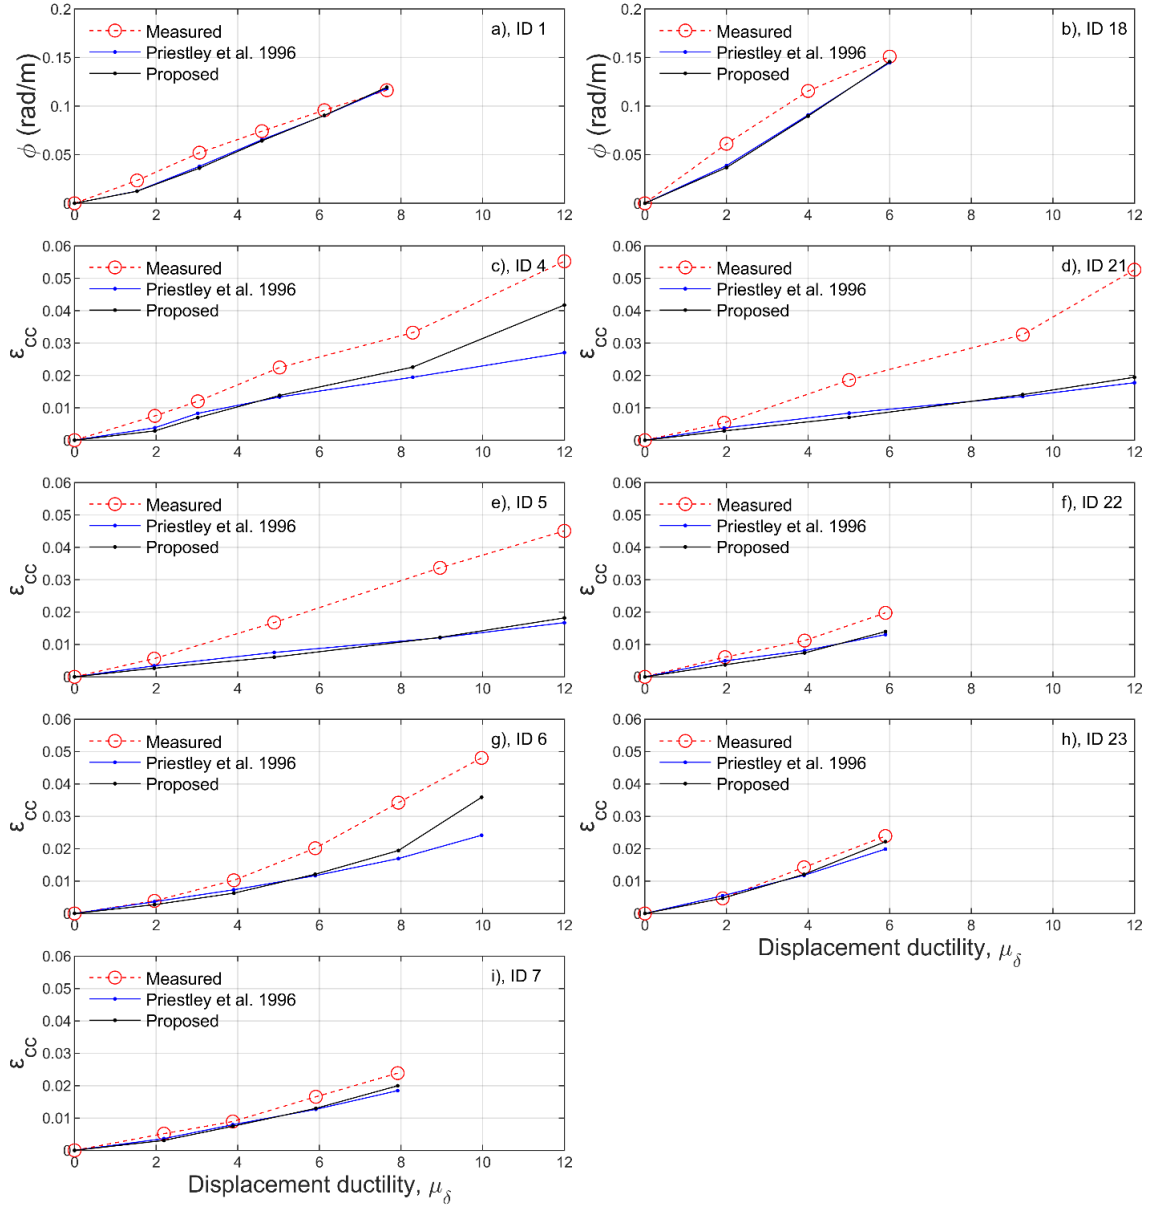 0.2
0.15
0.1
0.05
0
ϕ (rad/m)
Measured
Priestley et al. 1996
Proposed
a), ID 1
0 2 4 6 8 10 12
0.2
0.15
0.1
0.05
0
ϕ (rad/m)
Measured
Priestley et al. 1996
Proposed
b), ID 18
0 2 4 6 8 10 12
0.06
0.05
0.04
0.03
0.02
0.01
0
εcc
Measured
Priestley et al. 1996
Proposed
c), ID 4
0 2 4 6 8 10 12
0.06
0.05
0.04
0.03
0.02
0.01
0
εcc
Measured
Priestley et al. 1996
Proposed
d), ID 21
0 2 4 6 8 10 12
0.06
0.05
0.04
0.03
0.02
0.01
0
εcc
Measured
Priestley et al. 1996
Proposed
e), ID 5
0 2 4 6 8 10 12
0.06
0.05
0.04
0.03
0.02
0.01
0
εcc
Measured
Priestley et al. 1996
Proposed
f), ID 22
0 2 4 6 8 10 12
0.06
0.05
0.04
0.03
0.02
0.01
0
εcc
Measured
Priestley et al. 1996
Proposed
g), ID 6
0 2 4 6 8 10 12
0.06
0.05
0.04
0.03
0.02
0.01
0
εcc
Measured
Priestley et al. 1996
Proposed
h), ID 23
0 2 4 6 8 10 12
Displacement ductility, μδ
0.06
0.05
0.04
0.03
0.02
0.01
0
εcc
Measured
Priestley et al. 1996
Proposed
i), ID 7
0 2 4 6 8 10 12
Displacement ductility, μδ